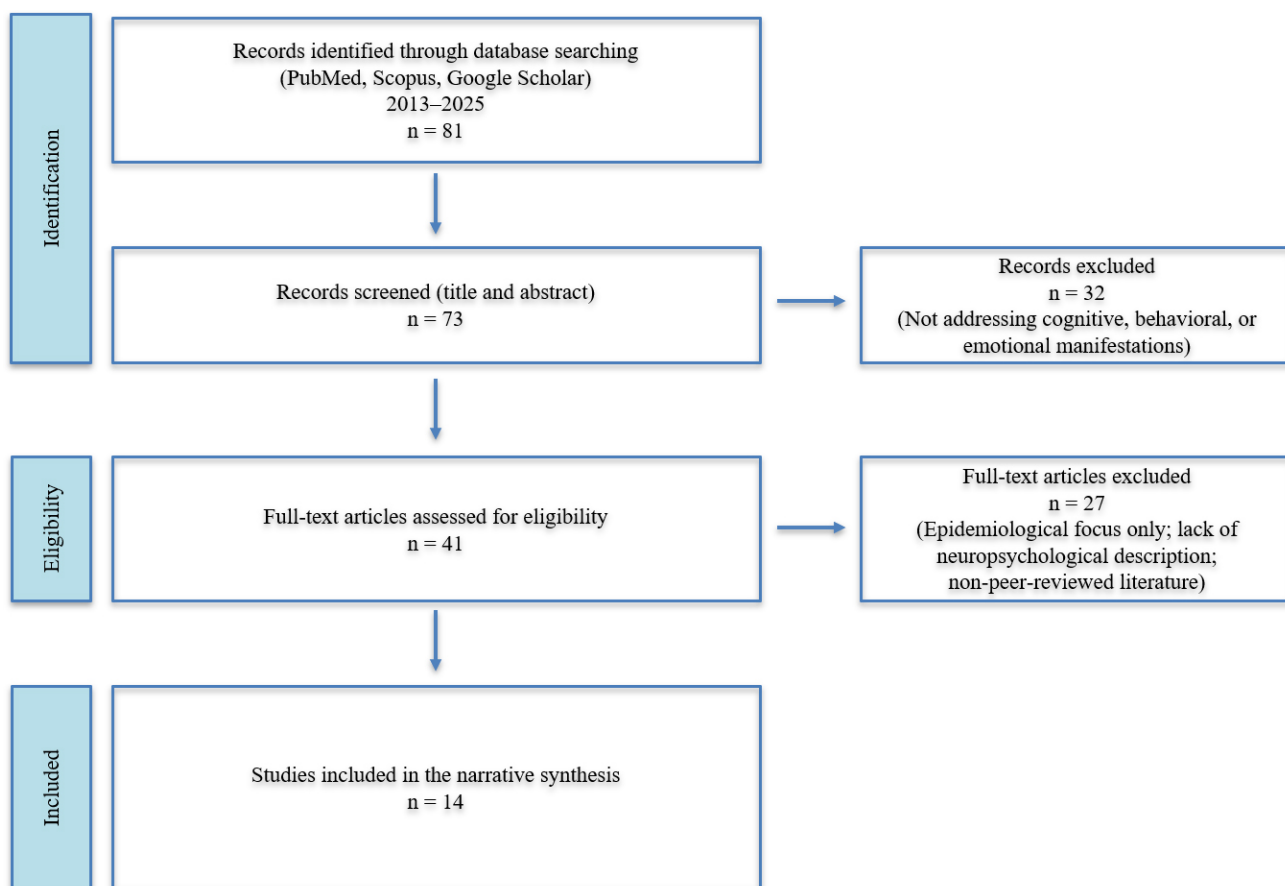 Identification
Records identified through database searching
(PubMed, Scopus, Google Scholar)
2013–2025
n = 81
Records screened (title and abstract)
n = 73
Records excluded
n = 32
(Not addressing cognitive, behavioral, or
emotional manifestations)
Eligibility
Full-text articles assessed for eligibility
n = 41
Full-text articles excluded
n = 27
(Epidemiological focus only; lack of
neuropsychological description;
non-peer-reviewed literature)
Included
Studies included in the narrative synthesis
n = 14